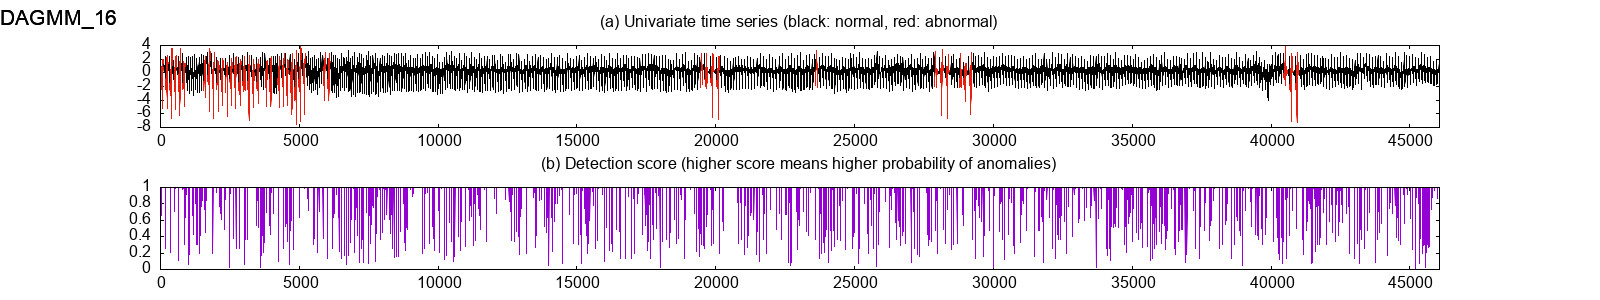 DAGMM_16
(a) Univariate time series (black: normal, red: abnormal)
4
2
0
-2
-4
-6
-8
0 5000 10000 15000 20000 25000 30000 35000 40000 45000
(b) Detection score (higher score means higher probability of anomalies)
1
0.8
0.6
0.4
0.2
0
0 5000 10000 15000 20000 25000 30000 35000 40000 45000